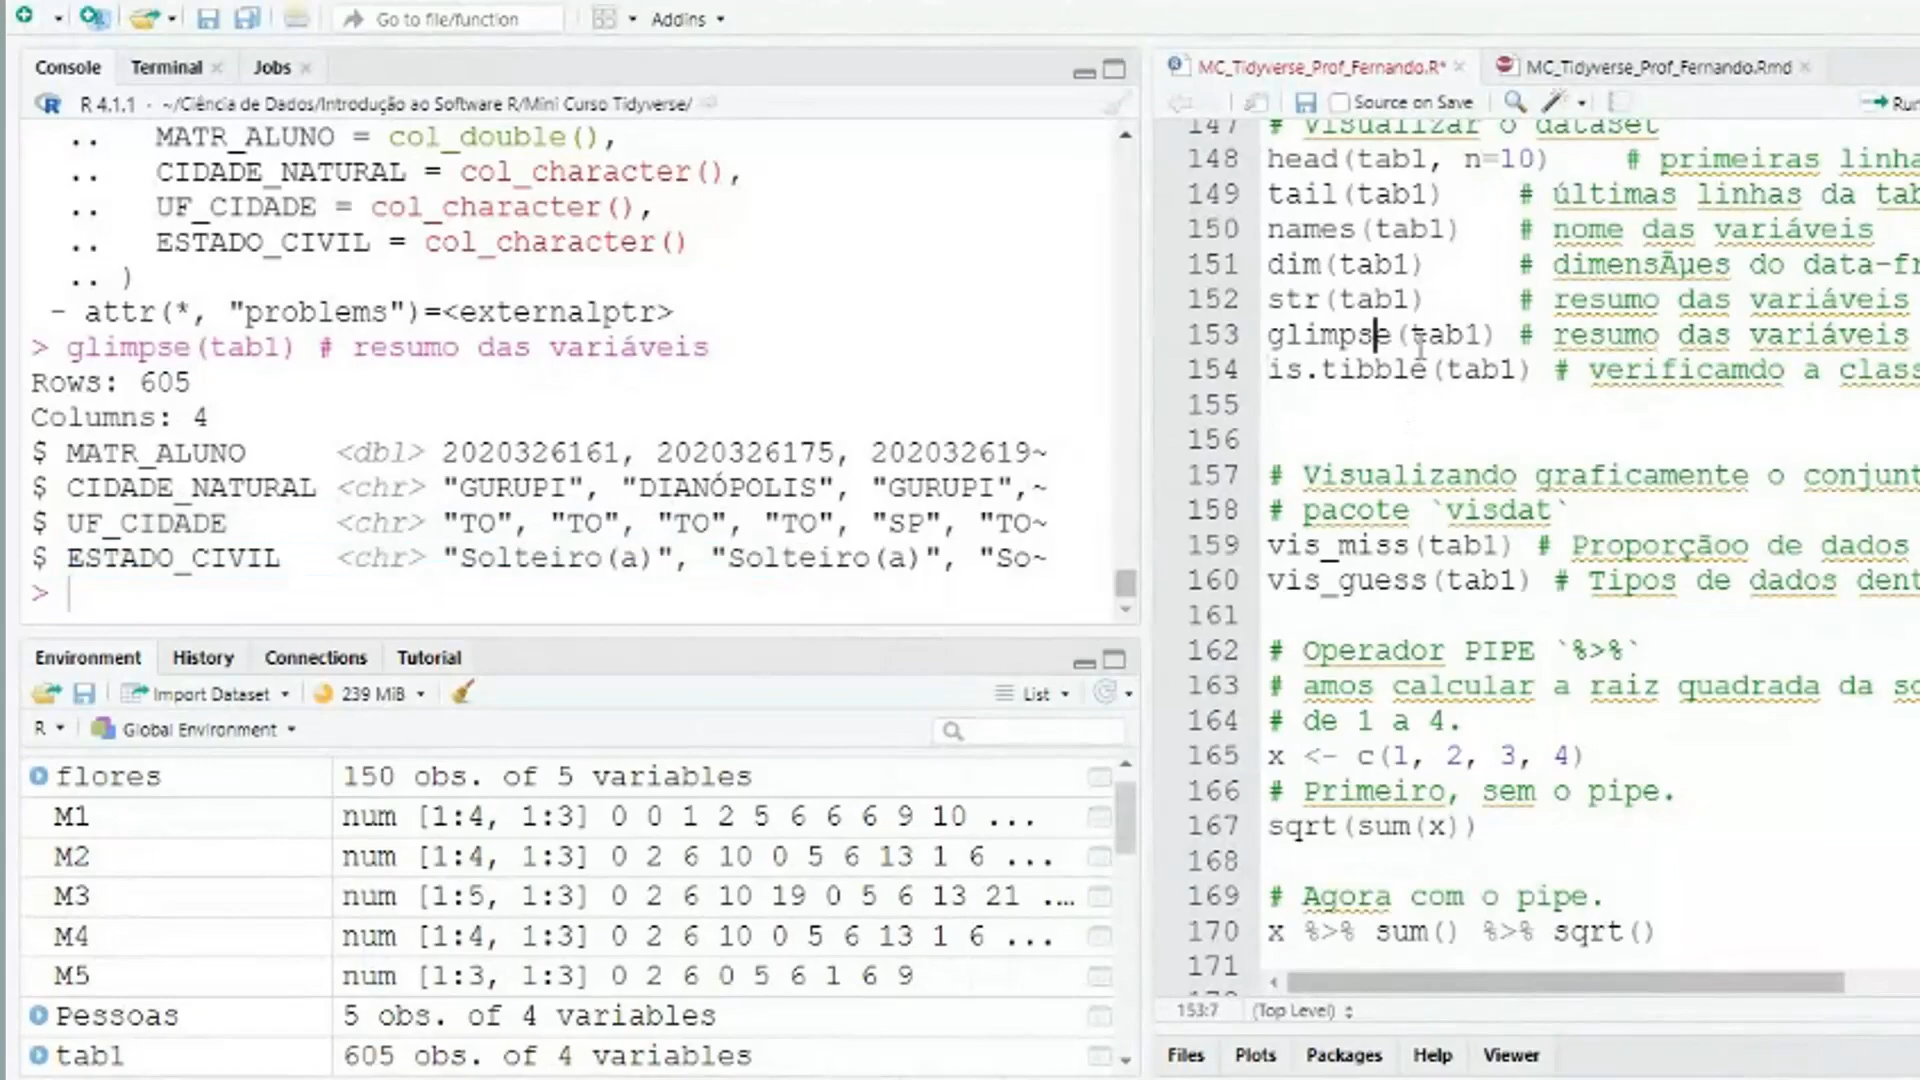 Go to file/function
Addins
Console Terminal Jobs
R 4.1.1 · ~/Ciência de Dados/Introdução ao Software R/Mini Curso Tidyverse/
.. MATR_ALUNO = col_double(),
.. CIDADE_NATURAL = col_character(),
.. UF_CIDADE = col_character(),
.. ESTADO_CIVIL = col_character()
.. )
- attr(*, "problems")=<externalptr>
> glimpse(tab1) # resumo das variáveis
Rows: 605
Columns: 4
$ MATR_ALUNO <dbl> 2020326161, 2020326175, 202032619~
$ CIDADE_NATURAL <chr> "GURUPI", "DIANÓPOLIS", "GURUPI",~
$ UF_CIDADE <chr> "TO", "TO", "TO", "TO", "SP", "TO~
$ ESTADO_CIVIL <chr> "Solteiro(a)", "Solteiro(a)", "So~
>
Environment History Connections Tutorial
Import Dataset 239 MiB List
R Global Environment
flores 150 obs. of 5 variables
M1 num [1:4, 1:3] 0 0 1 2 5 6 6 6 9 10 ...
M2 num [1:4, 1:3] 0 2 6 10 0 5 6 13 1 6 ...
M3 num [1:5, 1:3] 0 2 6 10 19 0 5 6 13 21 ...
M4 num [1:4, 1:3] 0 2 6 10 0 5 6 13 1 6 ...
M5 num [1:3, 1:3] 0 2 6 0 5 6 1 6 9
Pessoas 5 obs. of 4 variables
tab1 605 obs. of 4 variables
MC_Tidyverse_Prof_Fernando.R* MC_Tidyverse_Prof_Fernando.Rmd
Source on Save Run
147 # Visualizar o dataset
148 head(tab1, n=10) # primeiras linha
149 tail(tab1) # últimas linhas da tab
150 names(tab1) # nome das variáveis
151 dim(tab1) # dimensÃµes do data-fr
152 str(tab1) # resumo das variáveis
153 glimpse(tab1) # resumo das variáveis
154 is.tibble(tab1) # verificamdo a class
155
156
157 # Visualizando graficamente o conjunt
158 # pacote `visdat`
159 vis_miss(tab1) # Proporçãoo de dados
160 vis_guess(tab1) # Tipos de dados dent
161
162 # Operador PIPE `%>%`
163 # amos calcular a raiz quadrada da so
164 # de 1 a 4.
165 x <- c(1, 2, 3, 4)
166 # Primeiro, sem o pipe.
167 sqrt(sum(x))
168
169 # Agora com o pipe.
170 x %>% sum() %>% sqrt()
171
153:7 (Top Level)
Files Plots Packages Help Viewer